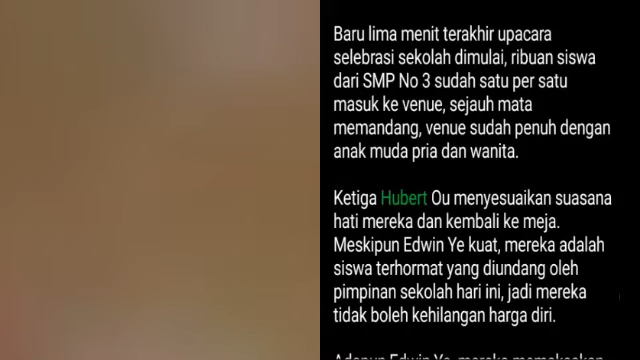 Baru lima menit terakhir upacara
selebrasi sekolah dimulai, ribuan siswa
dari SMP No 3 sudah satu per satu
masuk ke venue, sejauh mata
memandang, venue sudah penuh dengan
anak muda pria dan wanita.
Ketiga Hubert Ou menyesuaikan suasana
hati mereka dan kembali ke meja.
Meskipun Edwin Ye kuat, mereka adalah
siswa terhormat yang diundang oleh
pimpinan sekolah hari ini, jadi mereka
tidak boleh kehilangan harga diri.